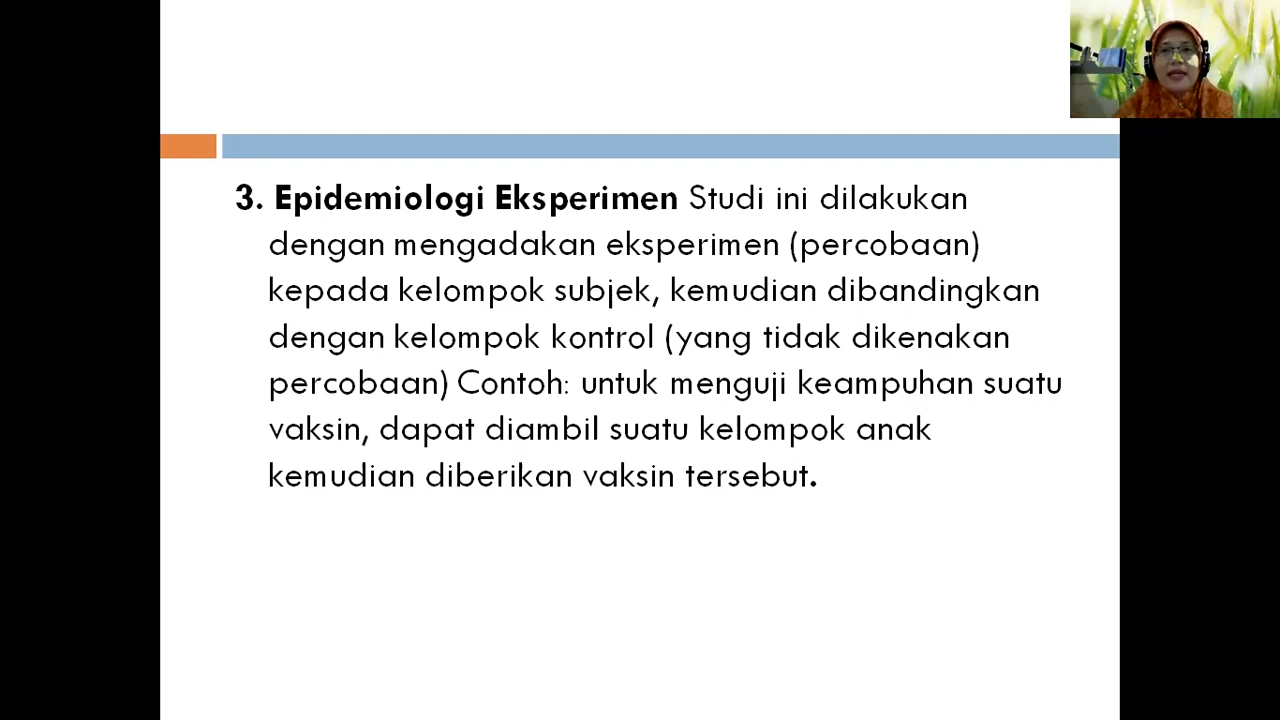 3. Epidemiologi Eksperimen Studi ini dilakukan
dengan mengadakan eksperimen (percobaan)
kepada kelompok subjek, kemudian dibandingkan
dengan kelompok kontrol (yang tidak dikenakan
percobaan) Contoh: untuk menguji keampuhan suatu
vaksin, dapat diambil suatu kelompok anak
kemudian diberikan vaksin tersebut.